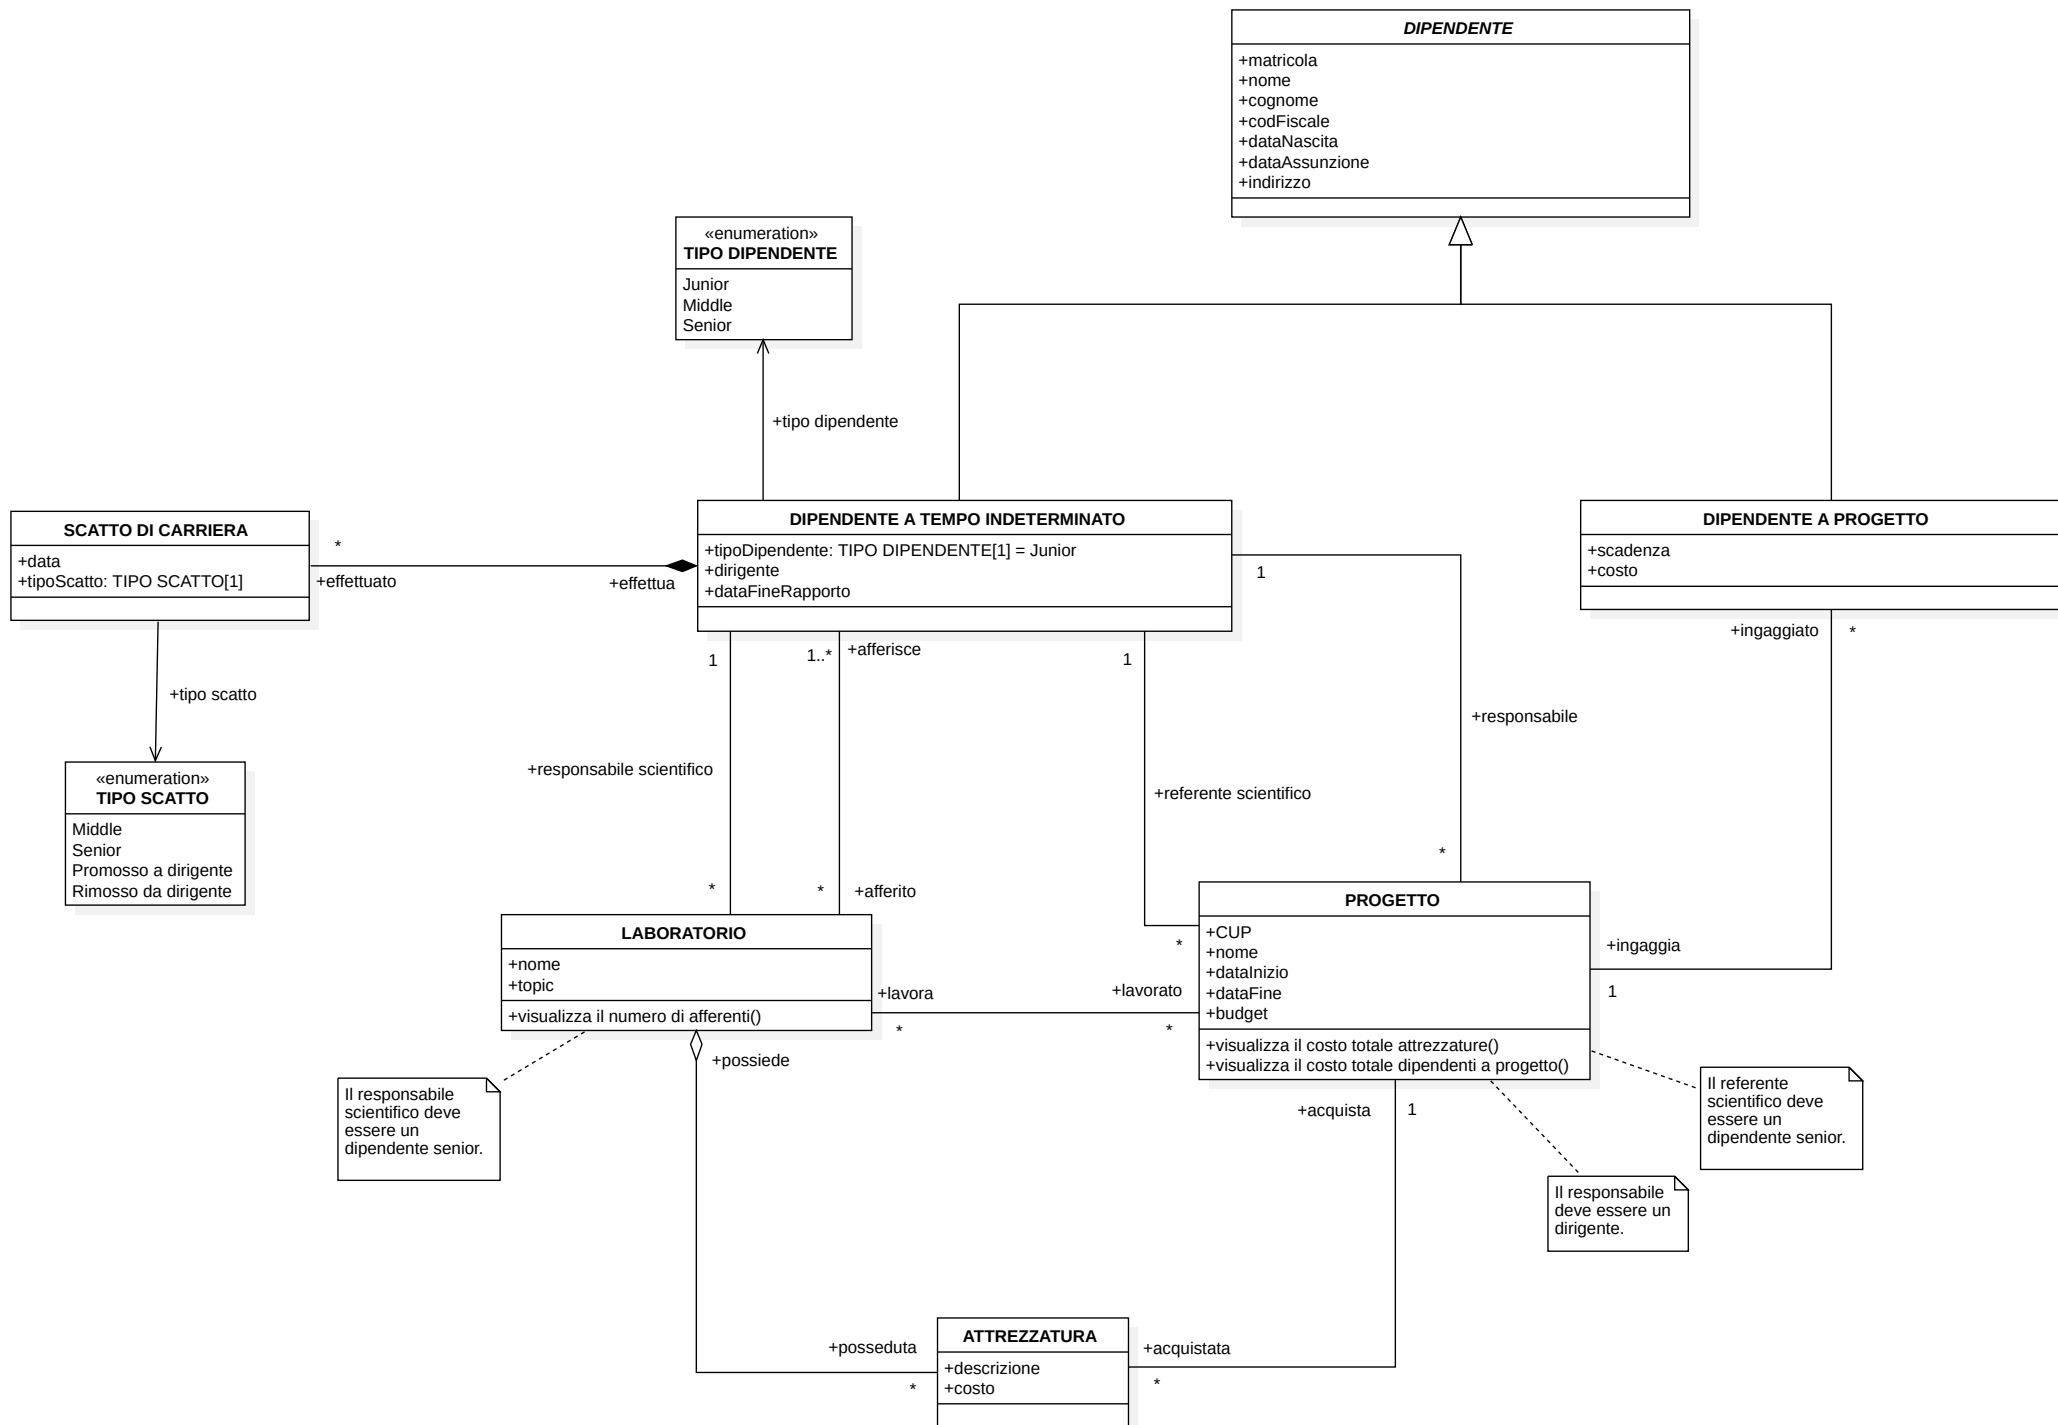 DIPENDENTE
+matricola
+nome
+cognome
+codFiscale
+dataNascita
+dataAssunzione
+indirizzo
«enumeration»
TIPO DIPENDENTE
Junior
Middle
Senior
+tipo dipendente
SCATTO DI CARRIERA
+data
+tipoScatto: TIPO SCATTO[1]
*
+effettuato
+effettua
DIPENDENTE A TEMPO INDETERMINATO
+tipoDipendente: TIPO DIPENDENTE[1] = Junior
+dirigente
+dataFineRapporto
1
DIPENDENTE A PROGETTO
+scadenza
+costo
+ingaggiato
*
1
1..*
+afferisce
1
+tipo scatto
+responsabile
«enumeration»
TIPO SCATTO
Middle
Senior
Promosso a dirigente
Rimosso da dirigente
+responsabile scientifico
+referente scientifico
*
*
*
+afferito
LABORATORIO
+nome
+topic
+visualizza il numero di afferenti()
+lavora
*
+lavorato
*
*
PROGETTO
+CUP
+nome
+dataInizio
+dataFine
+budget
+visualizza il costo totale attrezzature()
+visualizza il costo totale dipendenti a progetto()
+ingaggia
1
+possiede
Il responsabile
scientifico deve
essere un
dipendente senior.
+acquista
1
Il referente
scientifico deve
essere un
dipendente senior.
Il responsabile
deve essere un
dirigente.
+posseduta
*
ATTREZZATURA
+descrizione
+costo
+acquistata
*